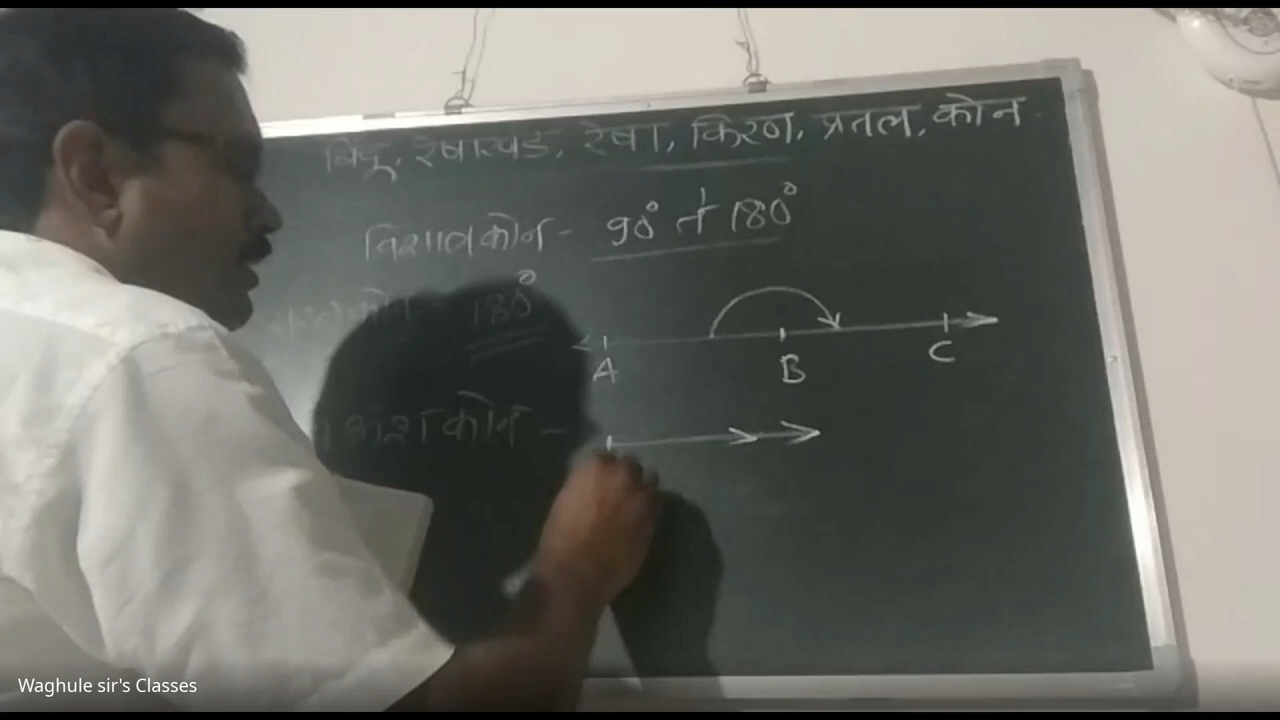 बिंदू, रेषाखंड, रेषा, किरण, प्रतल, कोन.
विशालकोन - 90° ते 180°
180°
A B C
शून्य अंश कोन -
Waghule sir's Classes